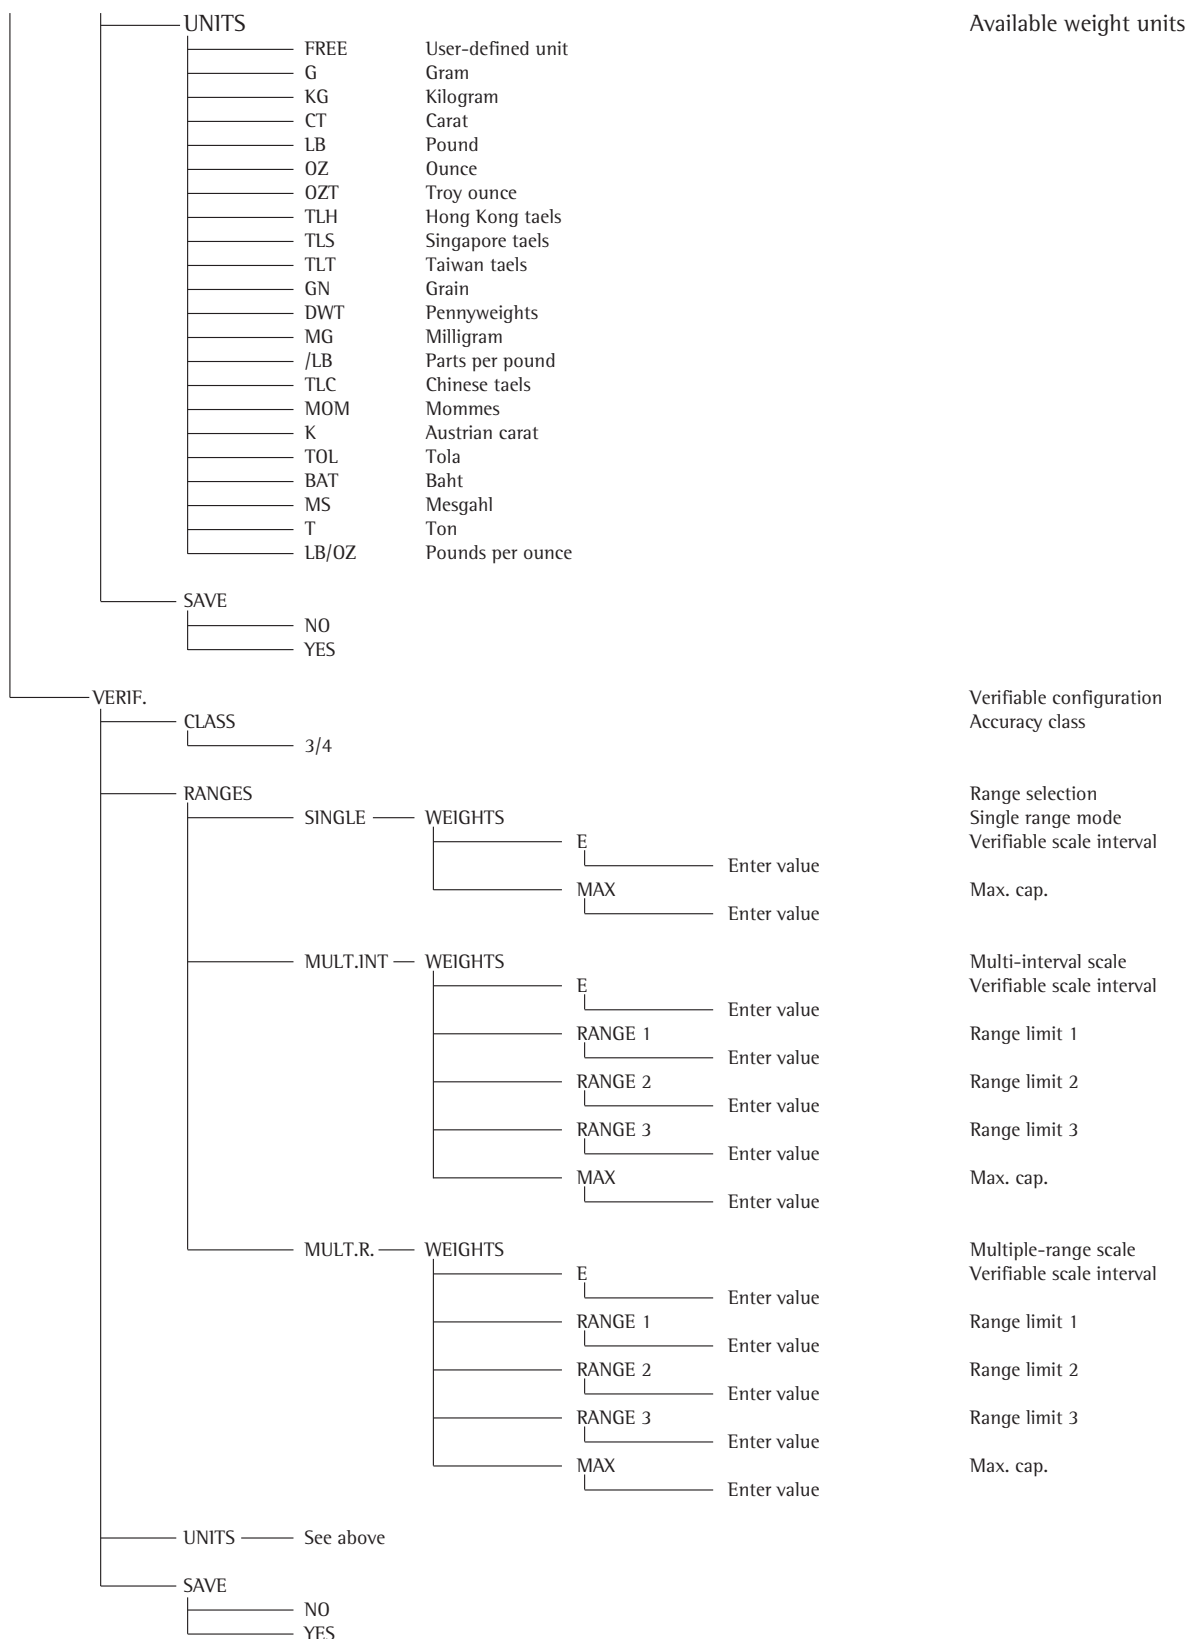 UNITS Available weight units
FREE User-defined unit
G Gram
KG Kilogram
CT Carat
LB Pound
OZ Ounce
OZT Troy ounce
TLH Hong Kong taels
TLS Singapore taels
TLT Taiwan taels
GN Grain
DWT Pennyweights
MG Milligram
/LB Parts per pound
TLC Chinese taels
MOM Mommes
K Austrian carat
TOL Tola
BAT Baht
MS Mesgahl
T Ton
LB/OZ Pounds per ounce
SAVE
NO
YES
VERIF. Verifiable configuration
CLASS Accuracy class
3/4
RANGES Range selection
SINGLE WEIGHTS Single range mode
E Verifiable scale interval
Enter value
MAX Max. cap.
Enter value
MULT.INT WEIGHTS Multi-interval scale
E Verifiable scale interval
Enter value
RANGE 1 Range limit 1
Enter value
RANGE 2 Range limit 2
Enter value
RANGE 3 Range limit 3
Enter value
MAX Max. cap.
Enter value
MULT.R. WEIGHTS Multiple-range scale
E Verifiable scale interval
Enter value
RANGE 1 Range limit 1
Enter value
RANGE 2 Range limit 2
Enter value
RANGE 3 Range limit 3
Enter value
MAX Max. cap.
Enter value
UNITS See above
SAVE
NO
YES